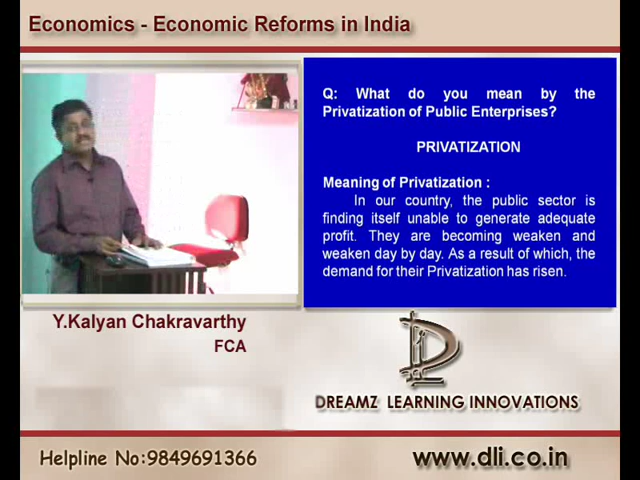 Economics - Economic Reforms in India
Q: What do you mean by the
Privatization of Public Enterprises?
PRIVATIZATION
Meaning of Privatization :
In our country, the public sector is
finding itself unable to generate adequate
profit. They are becoming weaken and
weaken day by day. As a result of which, the
demand for their Privatization has risen.
Y.Kalyan Chakravarthy
FCA
DREAMZ LEARNING INNOVATIONS
Helpline No:9849691366
www.dli.co.in